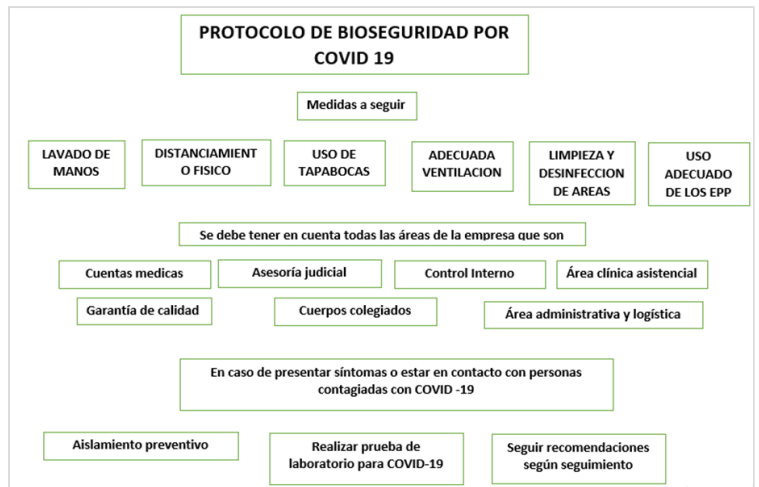 PROTOCOLO DE BIOSEGURIDAD POR
COVID 19
Medidas a seguir
LAVADO DE
MANOS
DISTANCIAMIENT
O FISICO
USO DE
TAPABOCAS
ADECUADA
VENTILACION
LIMPIEZA Y
DESINFECCION
DE AREAS
USO
ADECUADO
DE LOS EPP
Se debe tener en cuenta todas las áreas de la empresa que son
Cuentas medicas
Asesoría judicial
Control Interno
Área clínica asistencial
Garantía de calidad
Cuerpos colegiados
Área administrativa y logística
En caso de presentar síntomas o estar en contacto con personas
contagiadas con COVID -19
Aislamiento preventivo
Realizar prueba de
laboratorio para COVID-19
Seguir recomendaciones
según seguimiento